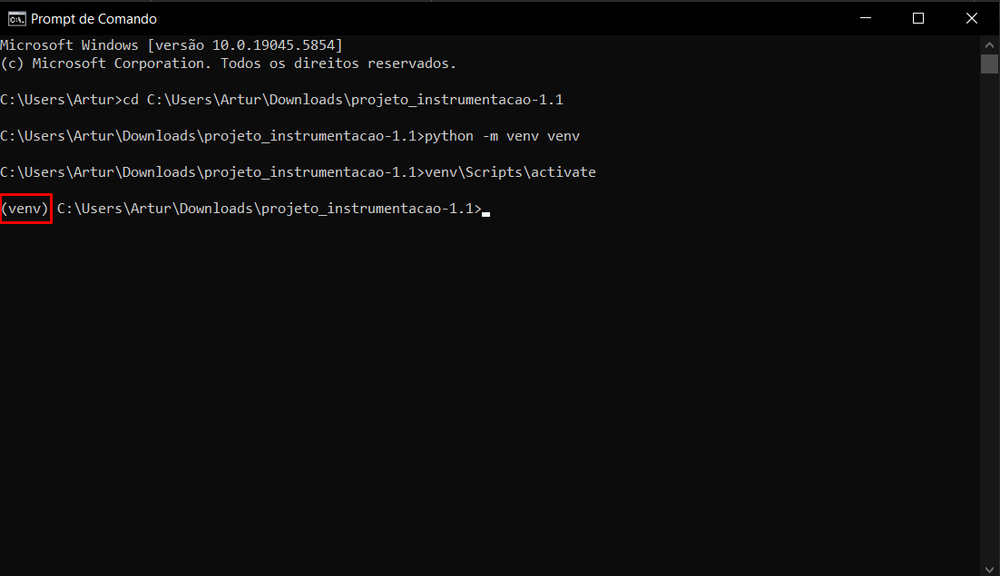 Prompt de Comando
Microsoft Windows [versão 10.0.19045.5854]
(c) Microsoft Corporation. Todos os direitos reservados.
C:\Users\Artur>cd C:\Users\Artur\Downloads\projeto_instrumentacao-1.1
C:\Users\Artur\Downloads\projeto_instrumentacao-1.1>python -m venv venv
C:\Users\Artur\Downloads\projeto_instrumentacao-1.1>venv\Scripts\activate
(venv) C:\Users\Artur\Downloads\projeto_instrumentacao-1.1>